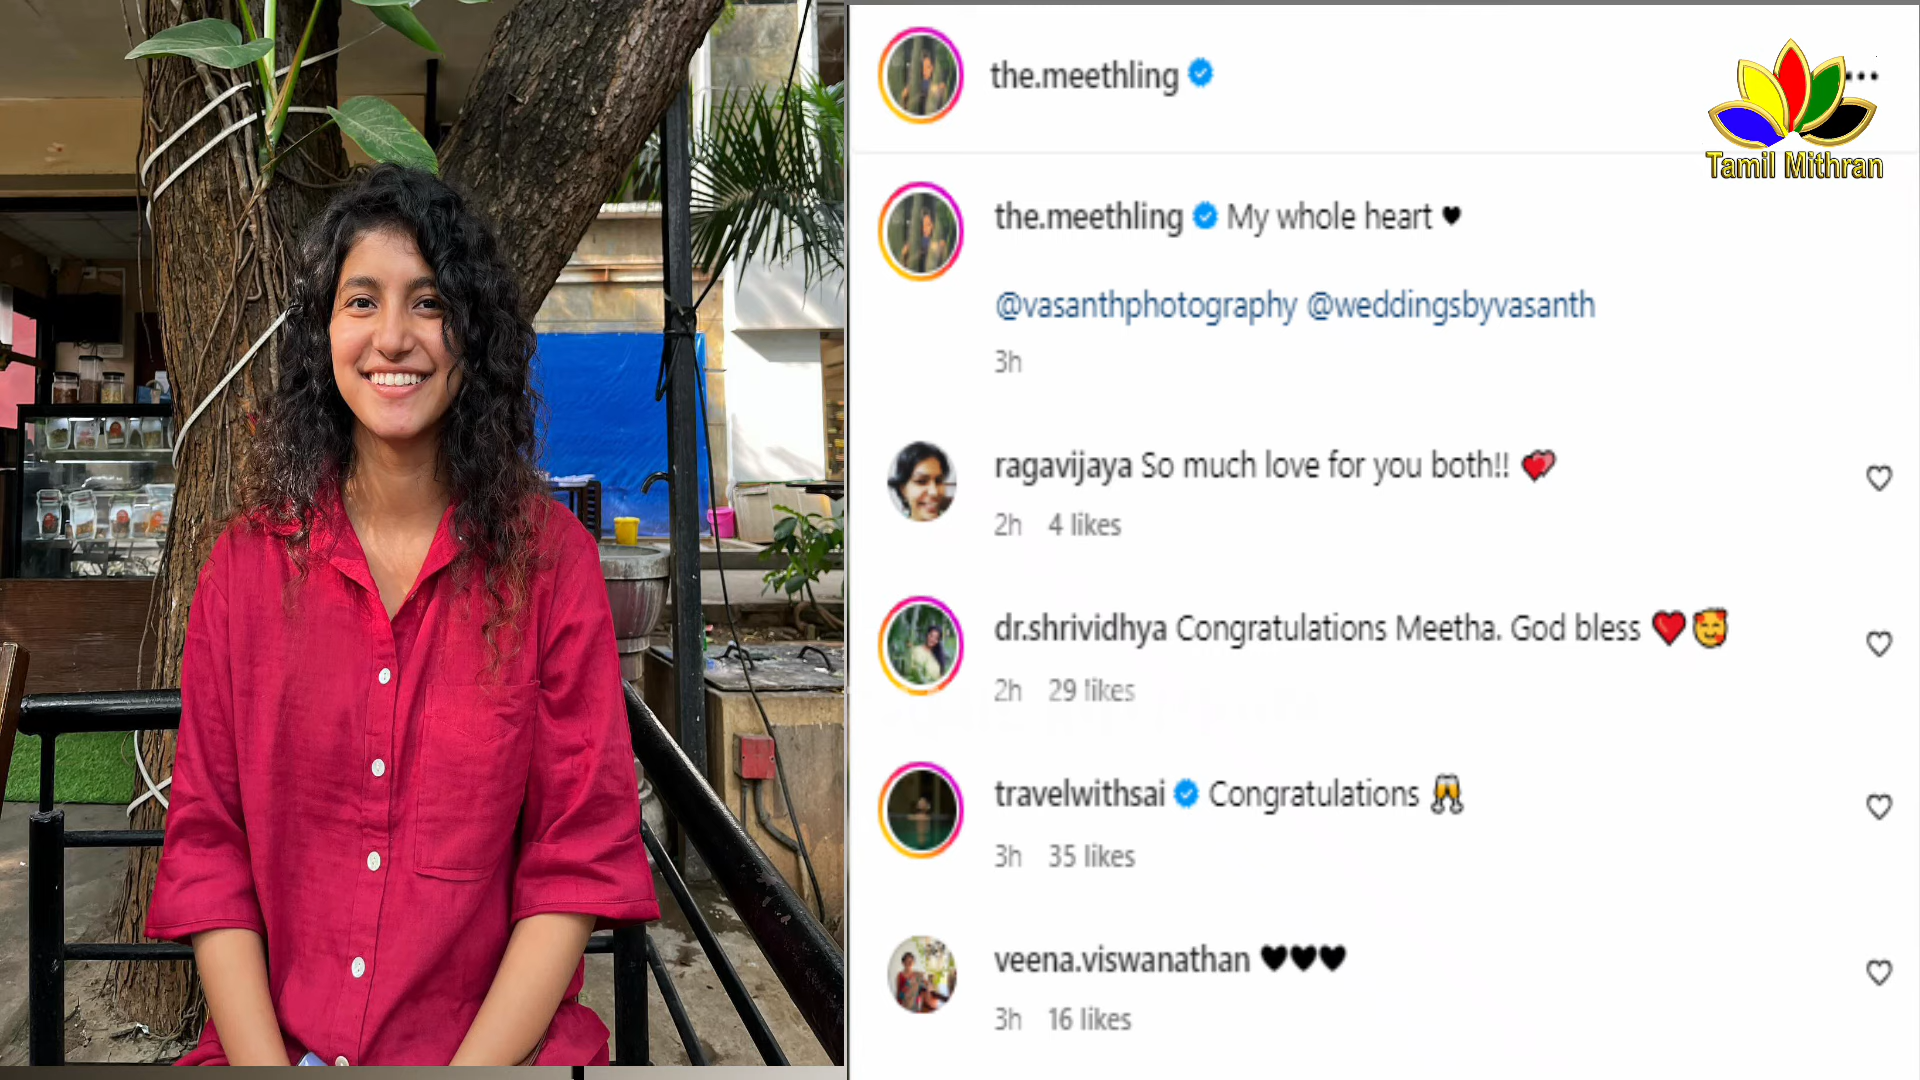 the.meethling
Tamil Mithran
the.meethling My whole heart 🖤
@vasanthphotography @weddingsbyvasanth
3h
ragavijaya So much love for you both!! 💕
2h 4 likes
dr.shrividhya Congratulations Meetha. God bless ❤️🥰
2h 29 likes
travelwithsai Congratulations 🥂
3h 35 likes
veena.viswanathan 🖤🖤🖤
3h 16 likes